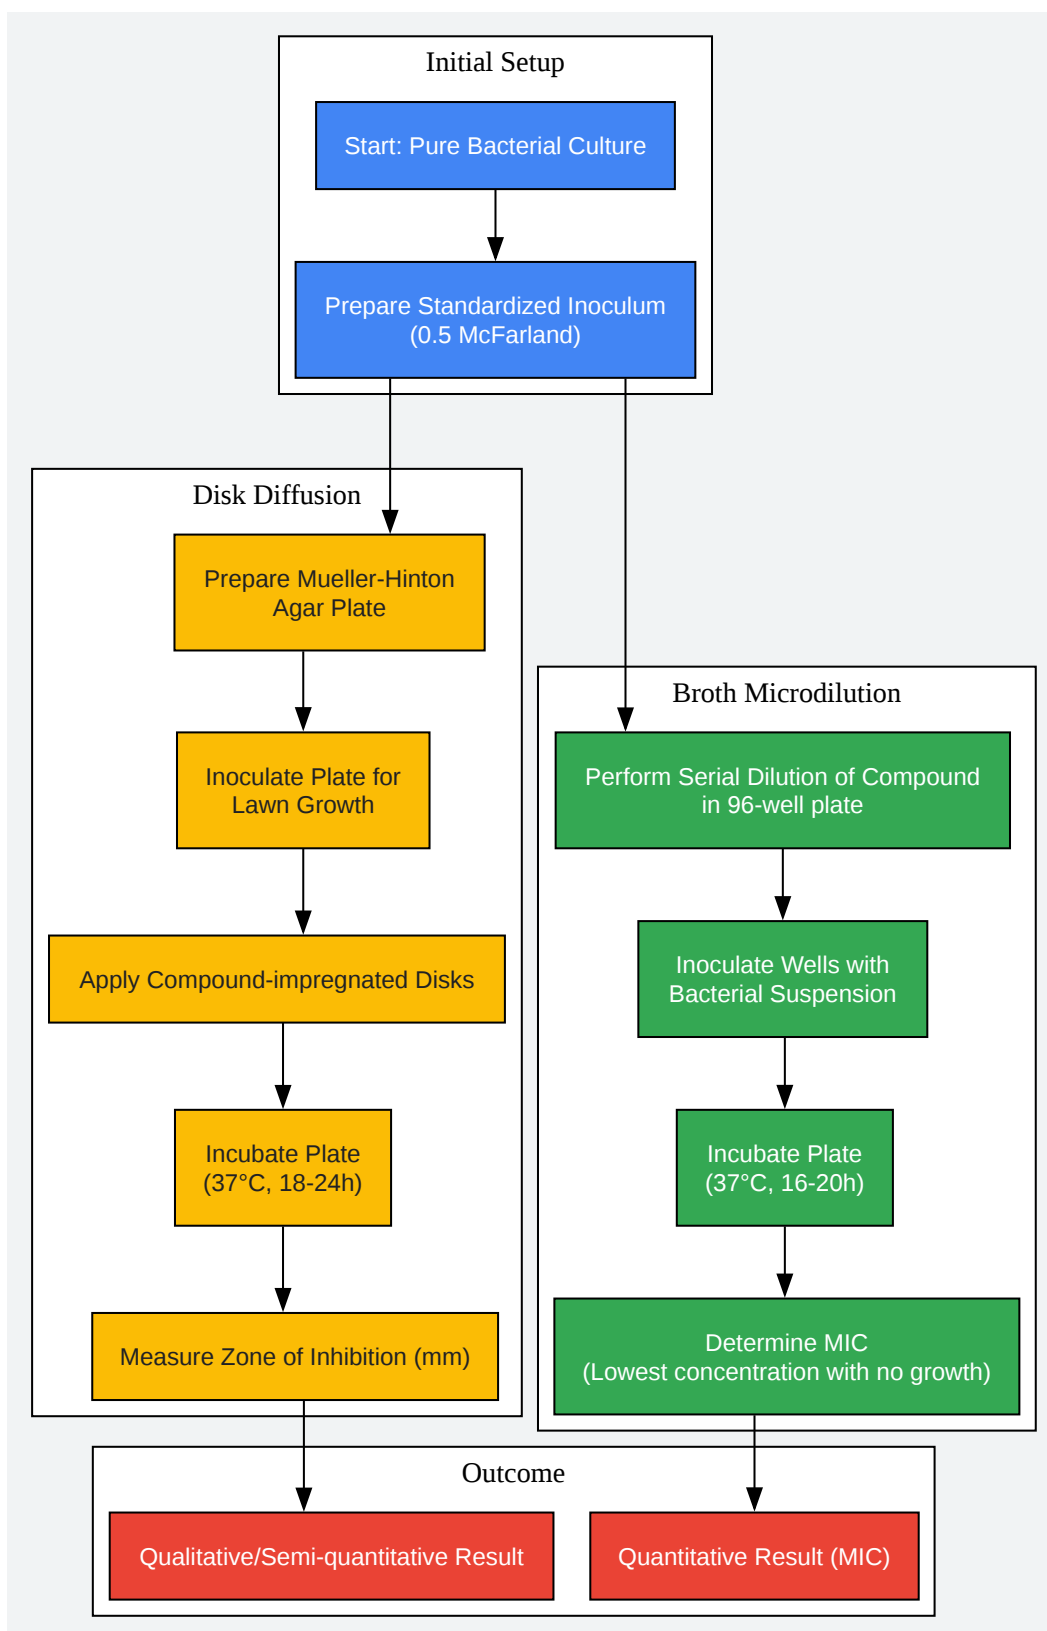 Initial Setup
Start: Pure Bacterial Culture
Prepare Standardized Inoculum
(0.5 McFarland)
Disk Diffusion
Prepare Mueller-Hinton
Agar Plate
Inoculate Plate for
Lawn Growth
Apply Compound-impregnated Disks
Incubate Plate
(37°C, 18-24h)
Measure Zone of Inhibition (mm)
Broth Microdilution
Perform Serial Dilution of Compound
in 96-well plate
Inoculate Wells with
Bacterial Suspension
Incubate Plate
(37°C, 16-20h)
Determine MIC
(Lowest concentration with no growth)
Outcome
Qualitative/Semi-quantitative Result
Quantitative Result (MIC)